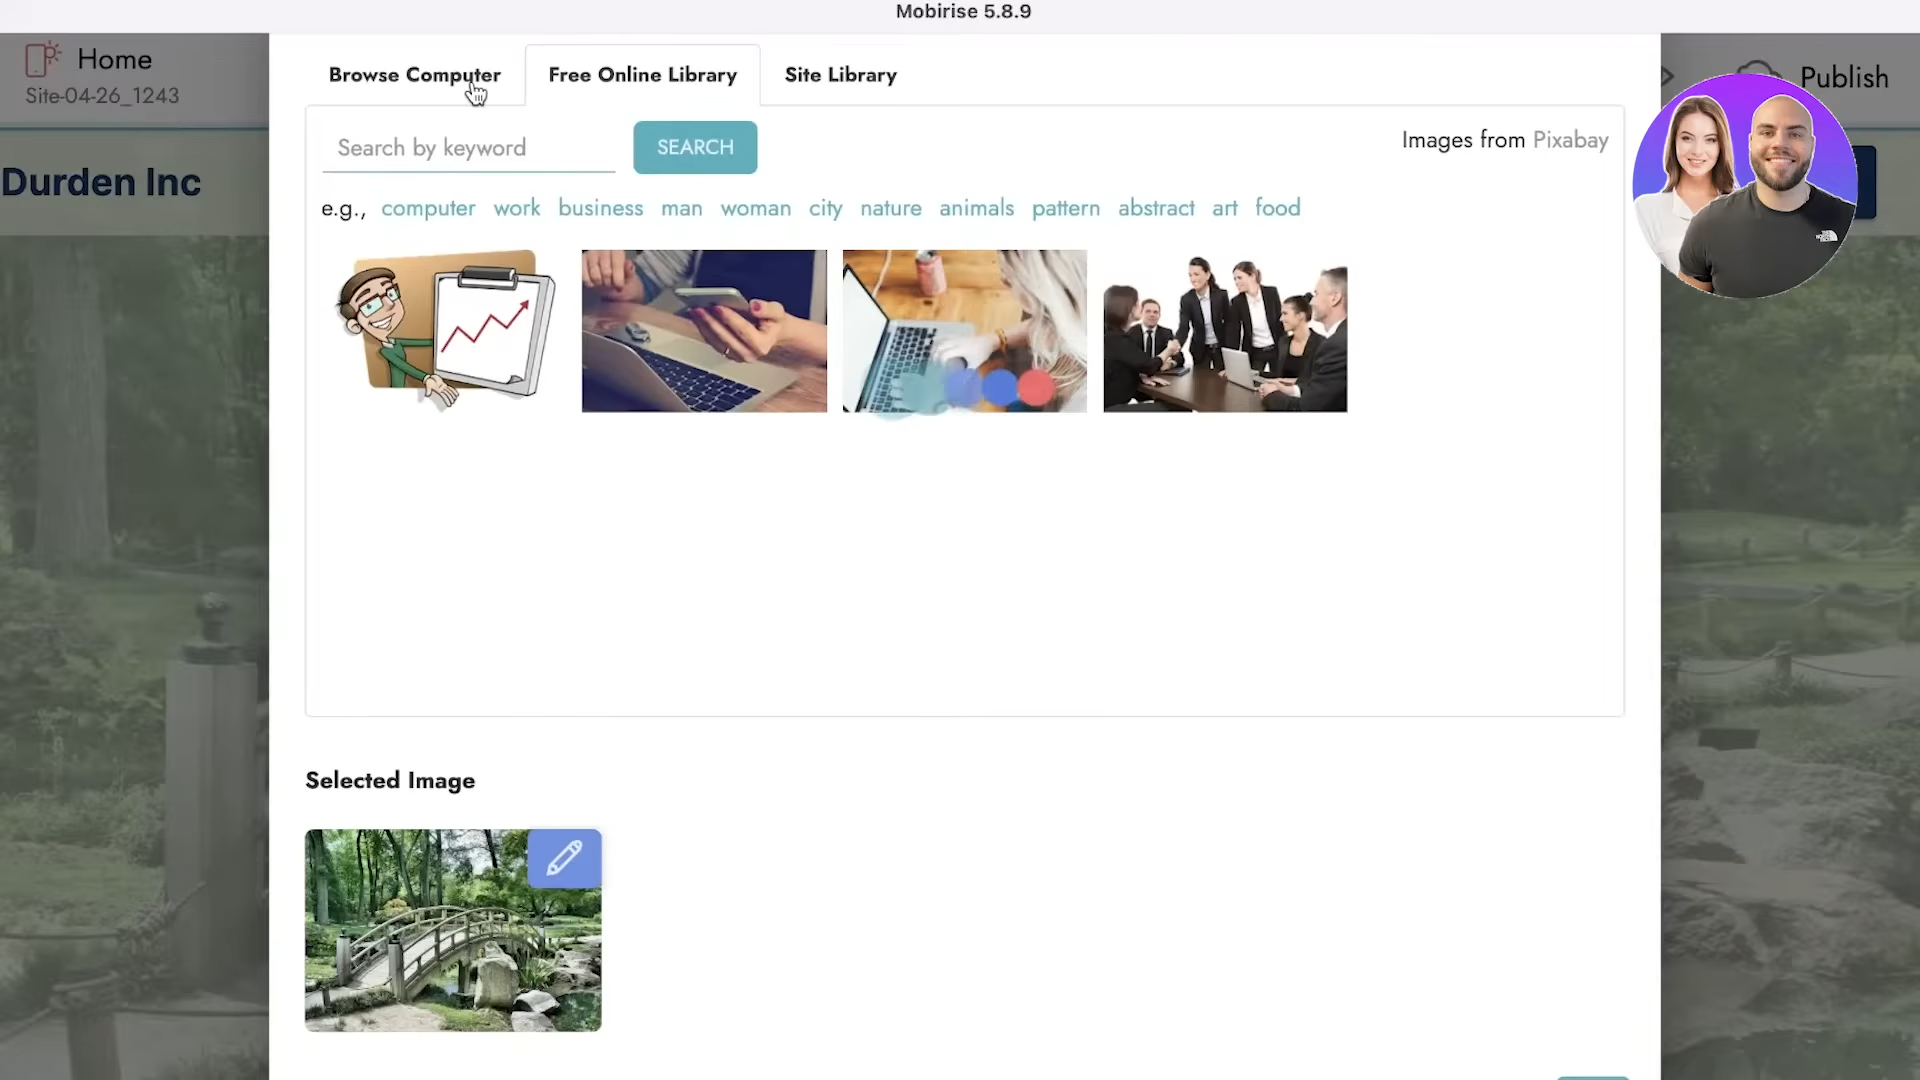 Mobirise 5.8.9
Home
Site-04-26_1243
Browse Computer
Free Online Library
Site Library
Publish
Search by keyword
SEARCH
Images from Pixabay
Durden Inc
e.g., computer work business man woman city nature animals pattern abstract art food
Selected Image